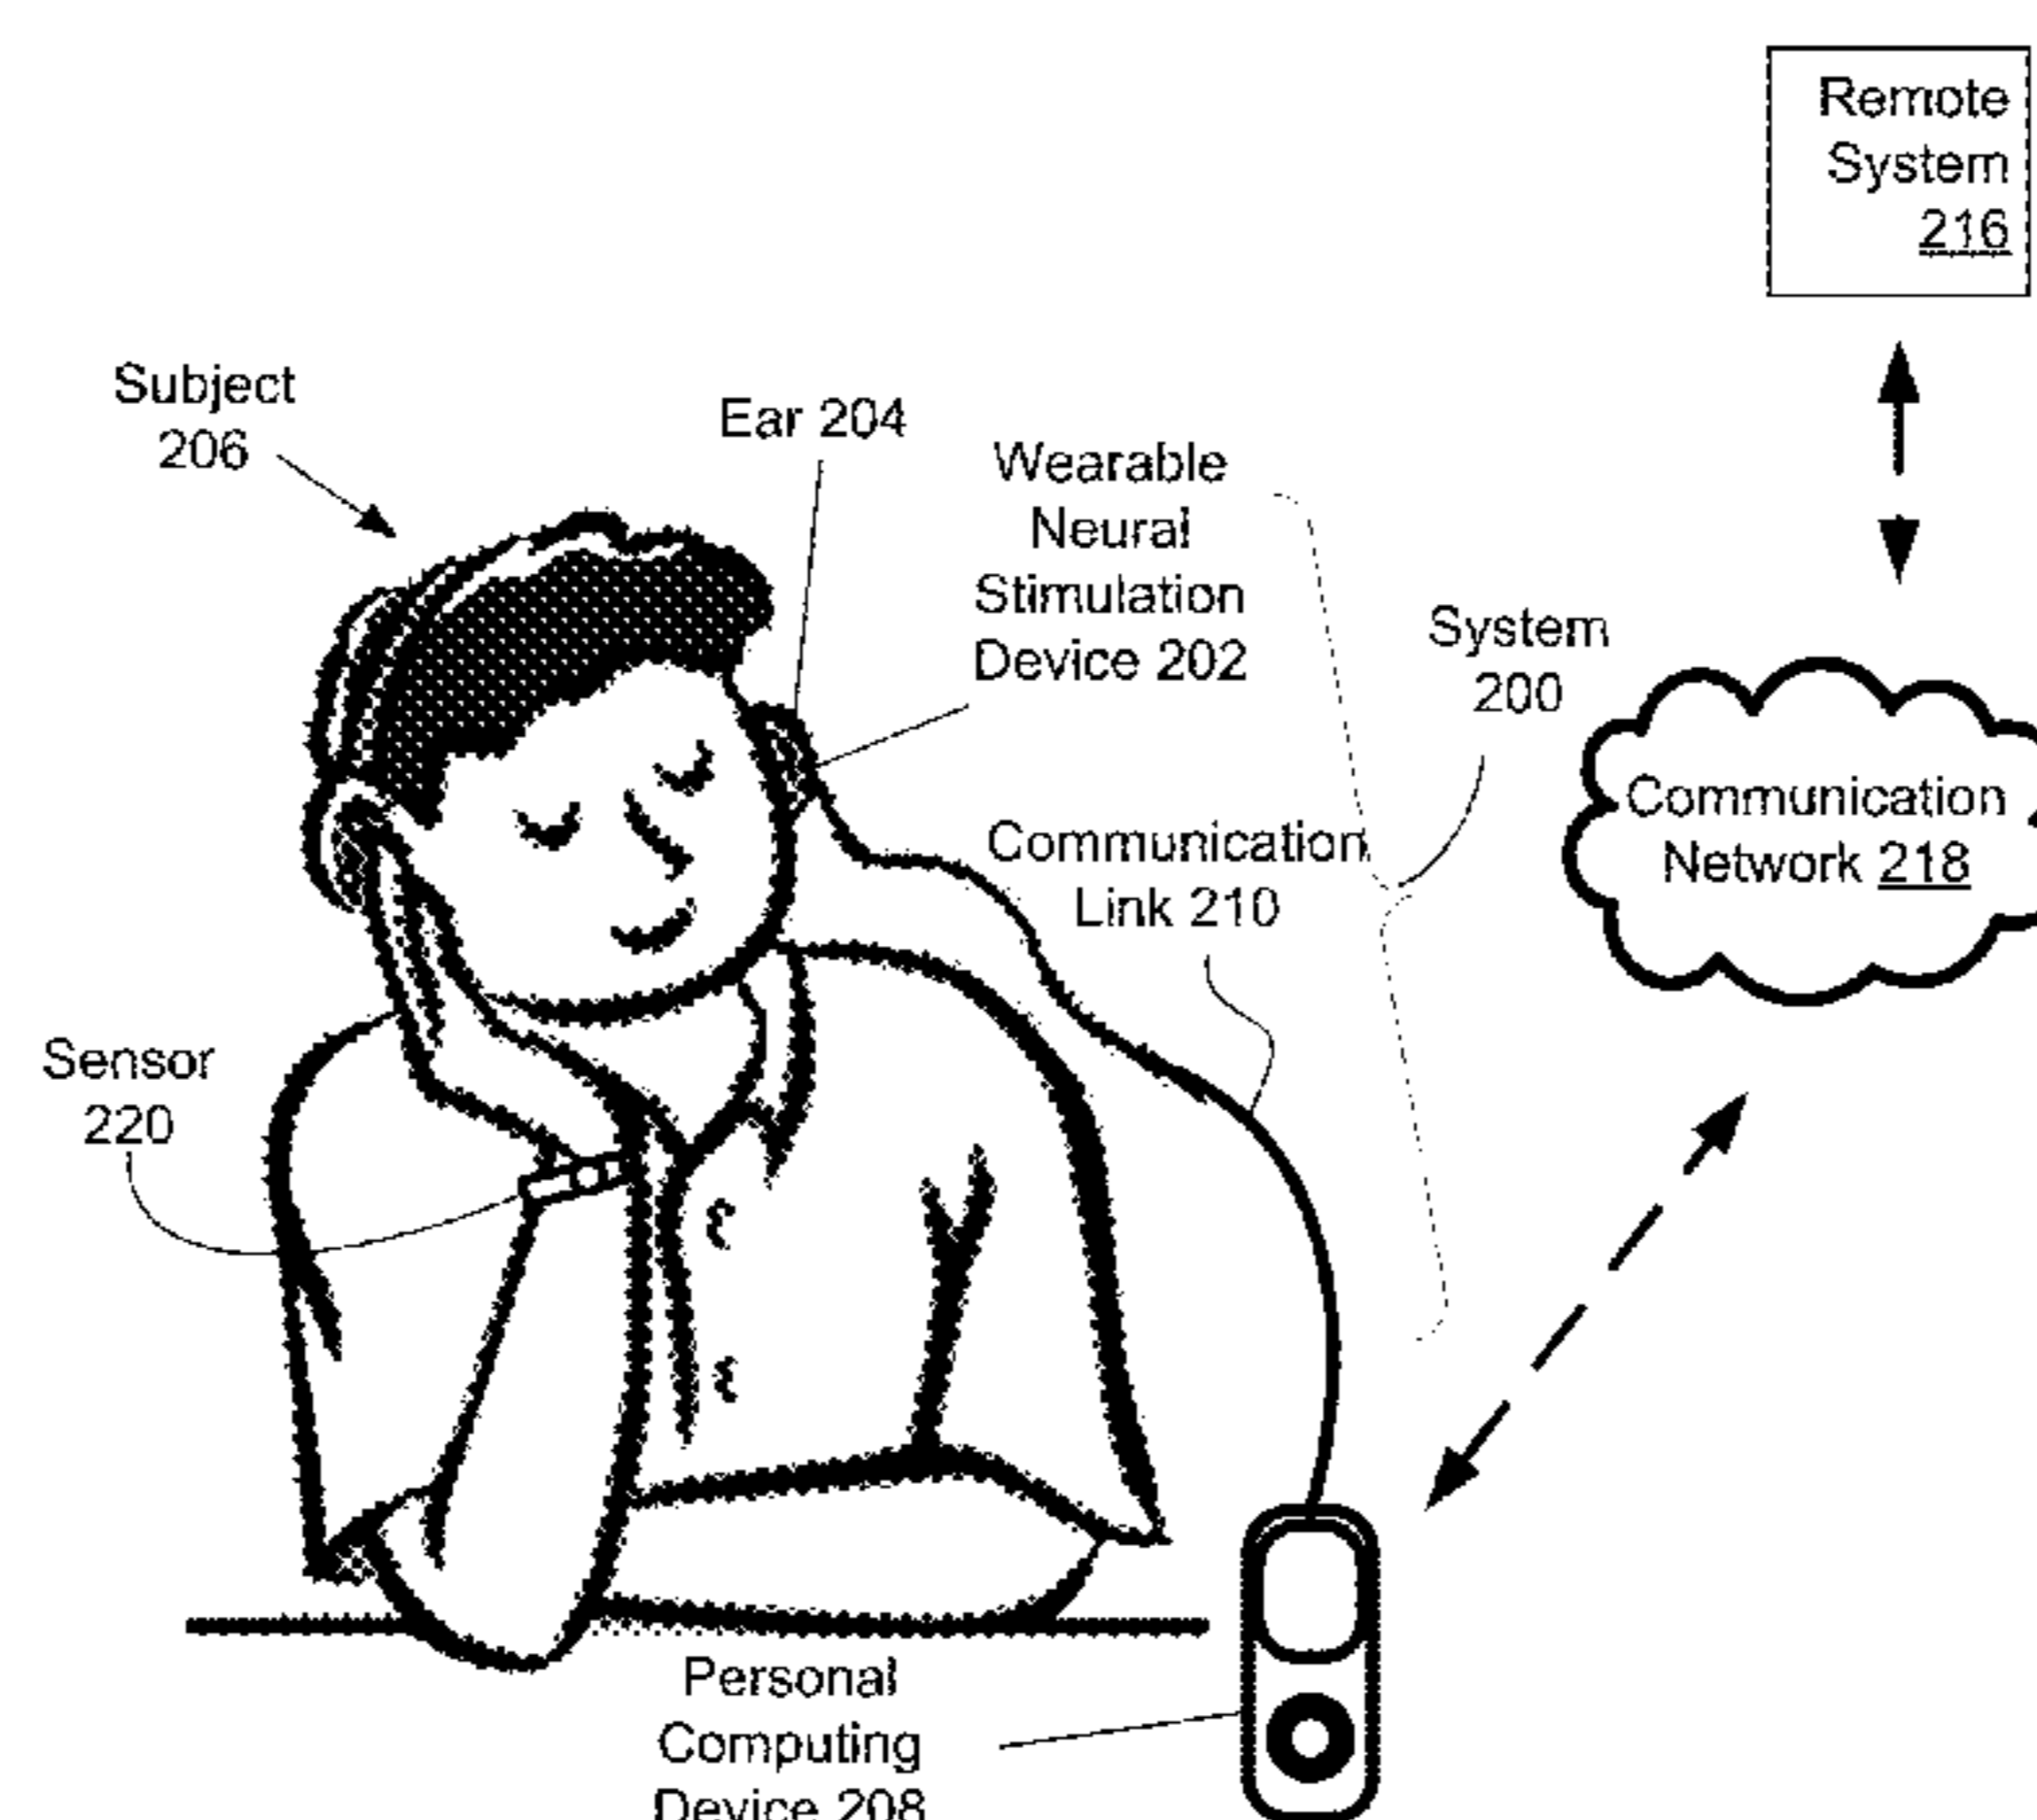 Remote
System
216
Subject
206
Ear 204
Wearable
Neural
Stimulation
Device 202
System
200
Communication
Network 218
Communication
Link 210
Sensor
220
Personal
Computing
Device 208